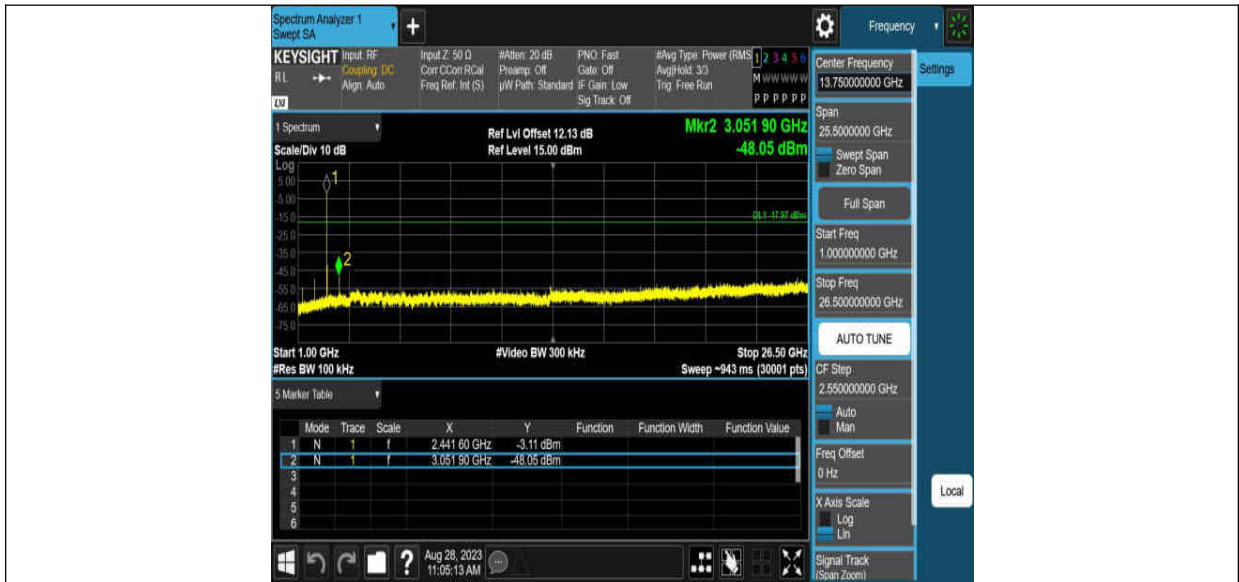 Spectrum Analyzer 1
Swept SA
+
Frequency
KEYSIGHT
RL
LXI
Input: RF
Coupling: DC
Align: Auto
Input Z: 50 Ω
Corr CCorr RCal
Freq Ref: Int (S)
#Atten: 20 dB
Preamp: Off
µW Path: Standard
PNO: Fast
Gate: Off
IF Gain: Low
Sig Track: Off
#Avg Type: Power (RMS
Avg|Hold: 3/3
Trig: Free Run
1 2 3 4 5 6
M W W W W W
P P P P P P
1 Spectrum
Scale/Div 10 dB
Ref Lvl Offset 12.13 dB
Ref Level 15.00 dBm
Mkr2 3.051 90 GHz
-48.05 dBm
Log
5.00
-5.00
-15.0
-25.0
-35.0
-45.0
-55.0
-65.0
-75.0
1
2
DL1 -17.97 dBm
Start 1.00 GHz
#Res BW 100 kHz
#Video BW 300 kHz
Stop 26.50 GHz
Sweep ~943 ms (30001 pts)
5 Marker Table
Mode Trace Scale X Y Function Function Width Function Value
1 N 1 f 2.441 60 GHz -3.11 dBm
2 N 1 f 3.051 90 GHz -48.05 dBm
3
4
5
6
Aug 28, 2023
11:05:13 AM
Center Frequency
13.750000000 GHz
Settings
Span
25.5000000 GHz
Swept Span
Zero Span
Full Span
Start Freq
1.000000000 GHz
Stop Freq
26.500000000 GHz
AUTO TUNE
CF Step
2.550000000 GHz
Auto
Man
Freq Offset
0 Hz
X Axis Scale
Log
Lin
Local
Signal Track
(Span Zoom)